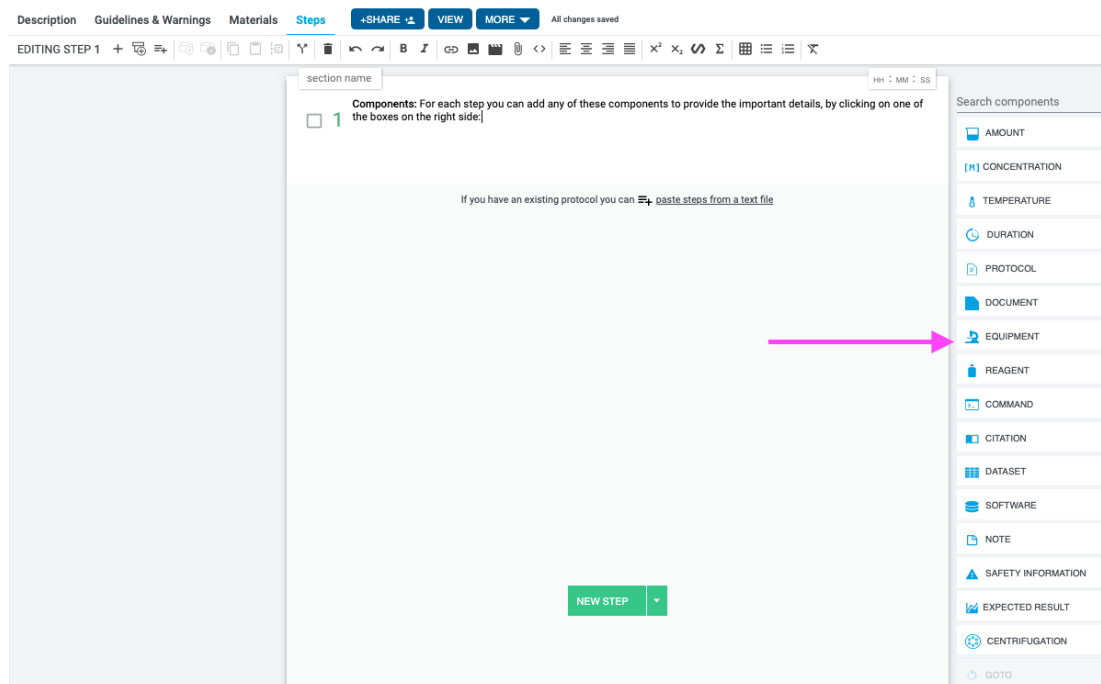 Description Guidelines & Warnings Materials Steps +SHARE VIEW MORE All changes saved
EDITING STEP 1
section name
HH : MM : SS
1 Components: For each step you can add any of these components to provide the important details, by clicking on one of
the boxes on the right side:
If you have an existing protocol you can paste steps from a text file
NEW STEP
Search components
AMOUNT
[M] CONCENTRATION
TEMPERATURE
DURATION
PROTOCOL
DOCUMENT
EQUIPMENT
REAGENT
COMMAND
CITATION
DATASET
SOFTWARE
NOTE
SAFETY INFORMATION
EXPECTED RESULT
CENTRIFUGATION
GOTO